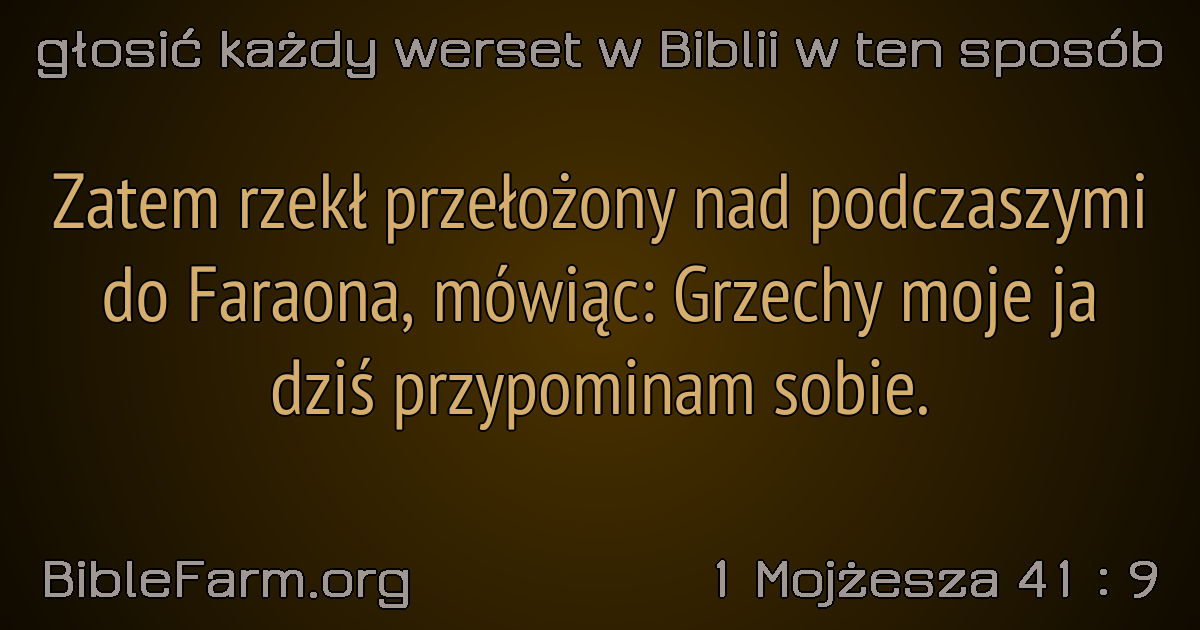 głosić każdy werset w Biblii w ten sposób
Zatem rzekł przełożony nad podczaszymi
do Faraona, mówiąc: Grzechy moje ja
dziś przypominam sobie.
BibleFarm.org
1 Mojżesza 41 : 9